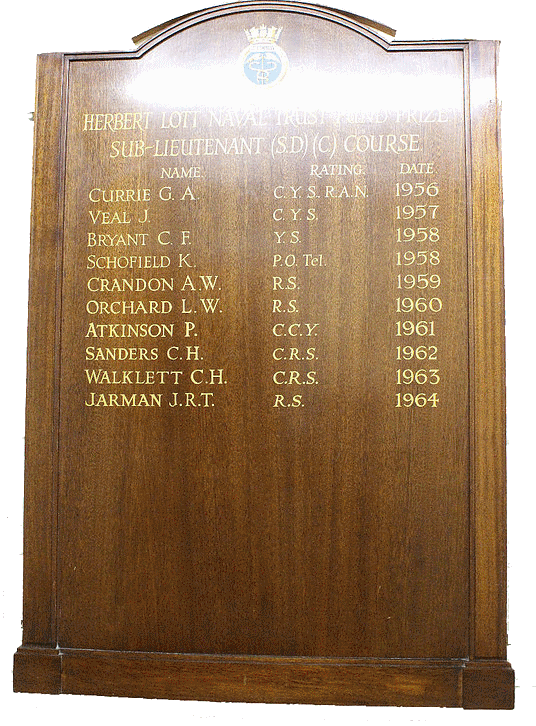 HERBERT LOTT NAVAL TRUST FUND PRIZE
SUB-LIEUTENANT (S.D) (C) COURSE
NAME. RATING. DATE
CURRIE G. A. C.Y.S. R.A.N. 1956
VEAL J. C.Y.S. 1957
BRYANT C. F. Y.S. 1958
SCHOFIELD K. P.O. Tel. 1958
CRANDON A.W. R.S. 1959
ORCHARD L.W. R.S. 1960
ATKINSON P. C.C.Y. 1961
SANDERS C.H. C.R.S. 1962
WALKLETT C.H. C.R.S. 1963
JARMAN J.R.T. R.S. 1964